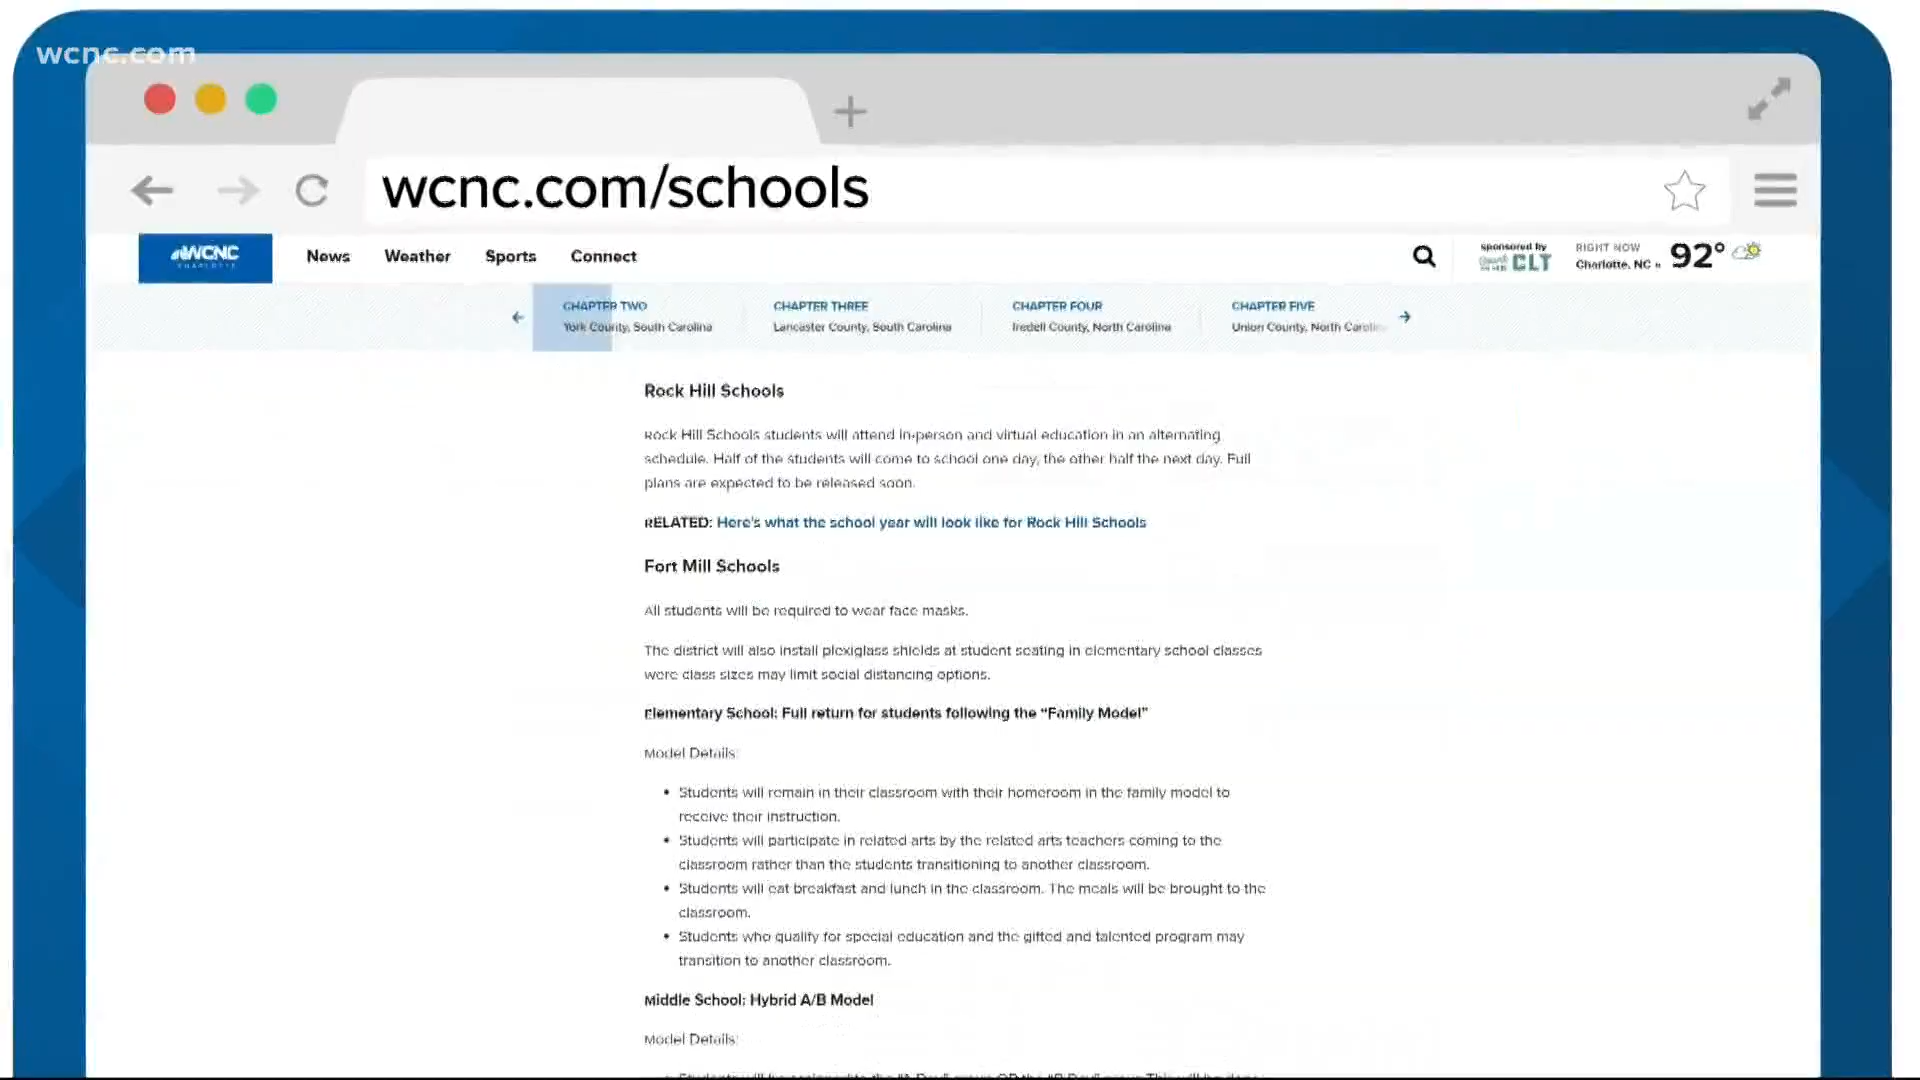 wcnc.com
wcnc.com/schools
WCNC
CHARLOTTE
News Weather Sports Connect
sponsored by
CLT
RIGHT NOW
Charlotte, NC »
92°
CHAPTER TWO
York County, South Carolina
CHAPTER THREE
Lancaster County, South Carolina
CHAPTER FOUR
Iredell County, North Carolina
CHAPTER FIVE
Union County, North Carolin
Rock Hill Schools
Rock Hill Schools students will attend in-person and virtual education in an alternating
schedule. Half of the students will come to school one day, the other half the next day. Full
plans are expected to be released soon.
RELATED: Here's what the school year will look like for Rock Hill Schools
Fort Mill Schools
All students will be required to wear face masks.
The district will also install plexiglass shields at student seating in elementary school classes
were class sizes may limit social distancing options.
Elementary School: Full return for students following the “Family Model”
Model Details:
• Students will remain in their classroom with their homeroom in the family model to
receive their instruction.
• Students will participate in related arts by the related arts teachers coming to the
classroom rather than the students transitioning to another classroom.
• Students will eat breakfast and lunch in the classroom. The meals will be brought to the
classroom.
• Students who qualify for special education and the gifted and talented program may
transition to another classroom.
Middle School: Hybrid A/B Model
Model Details: